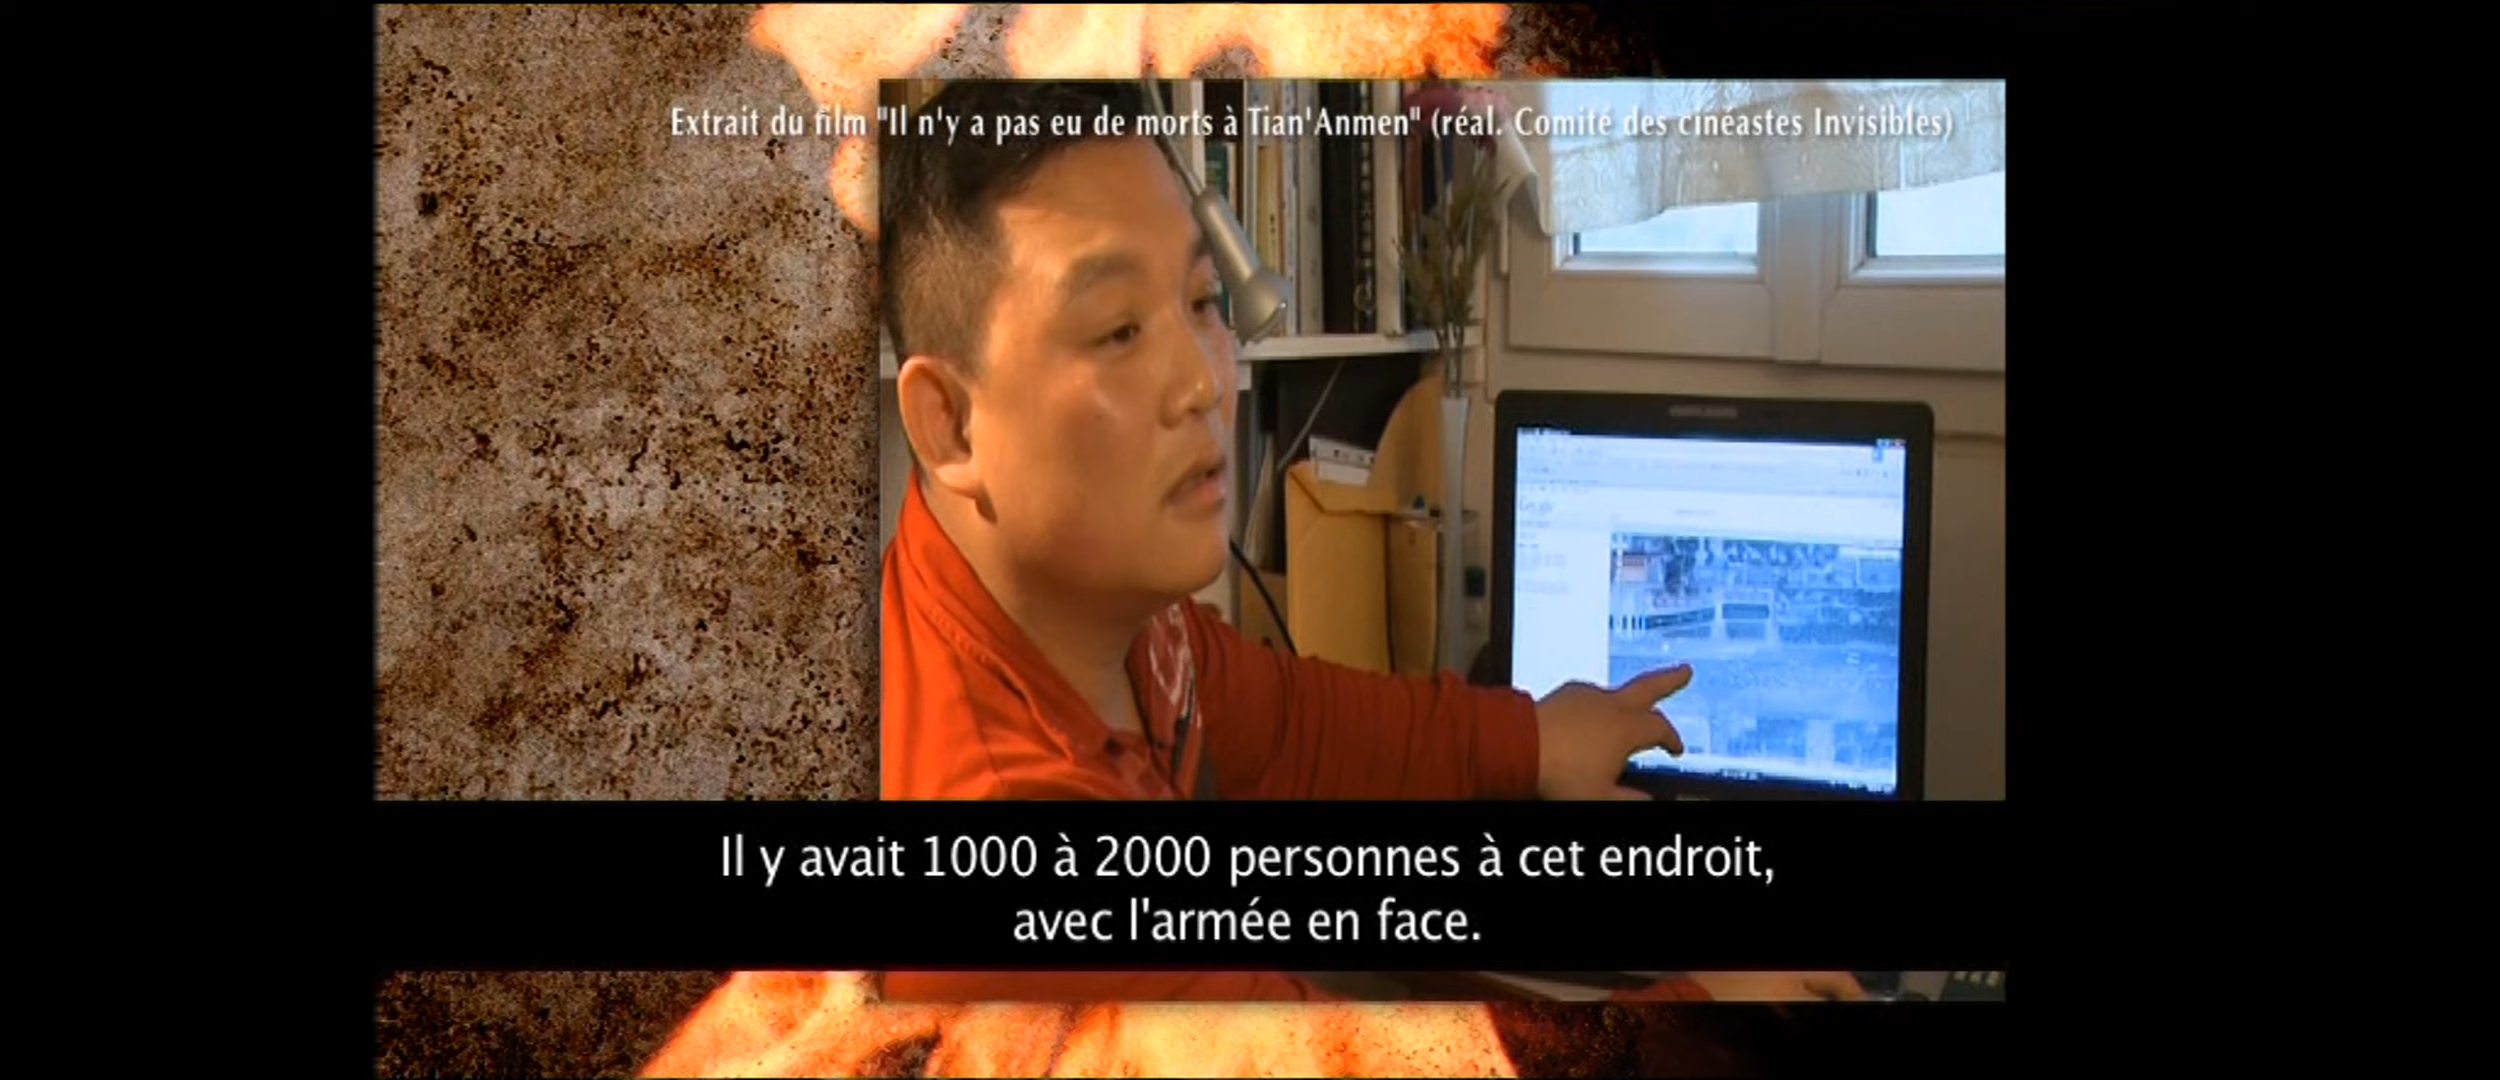 Extrait du film "Il n'y a pas eu de morts à Tian'Anmen" (réal. Comité des cinéastes Invisibles)
Il y avait 1000 à 2000 personnes à cet endroit,
avec l'armée en face.